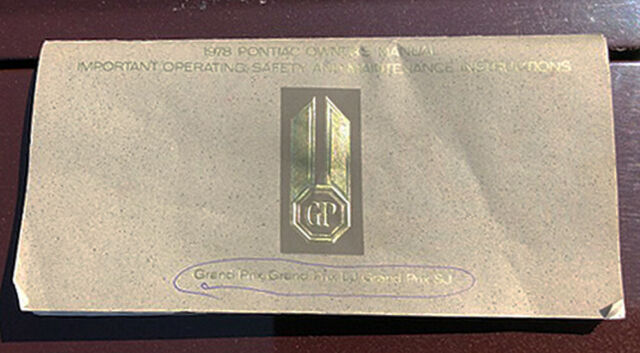 1978 PONTIAC OWNER'S MANUAL
IMPORTANT OPERATING, SAFETY AND MAINTENANCE INSTRUCTIONS
GP
Grand Prix, Grand Prix LJ, Grand Prix SJ